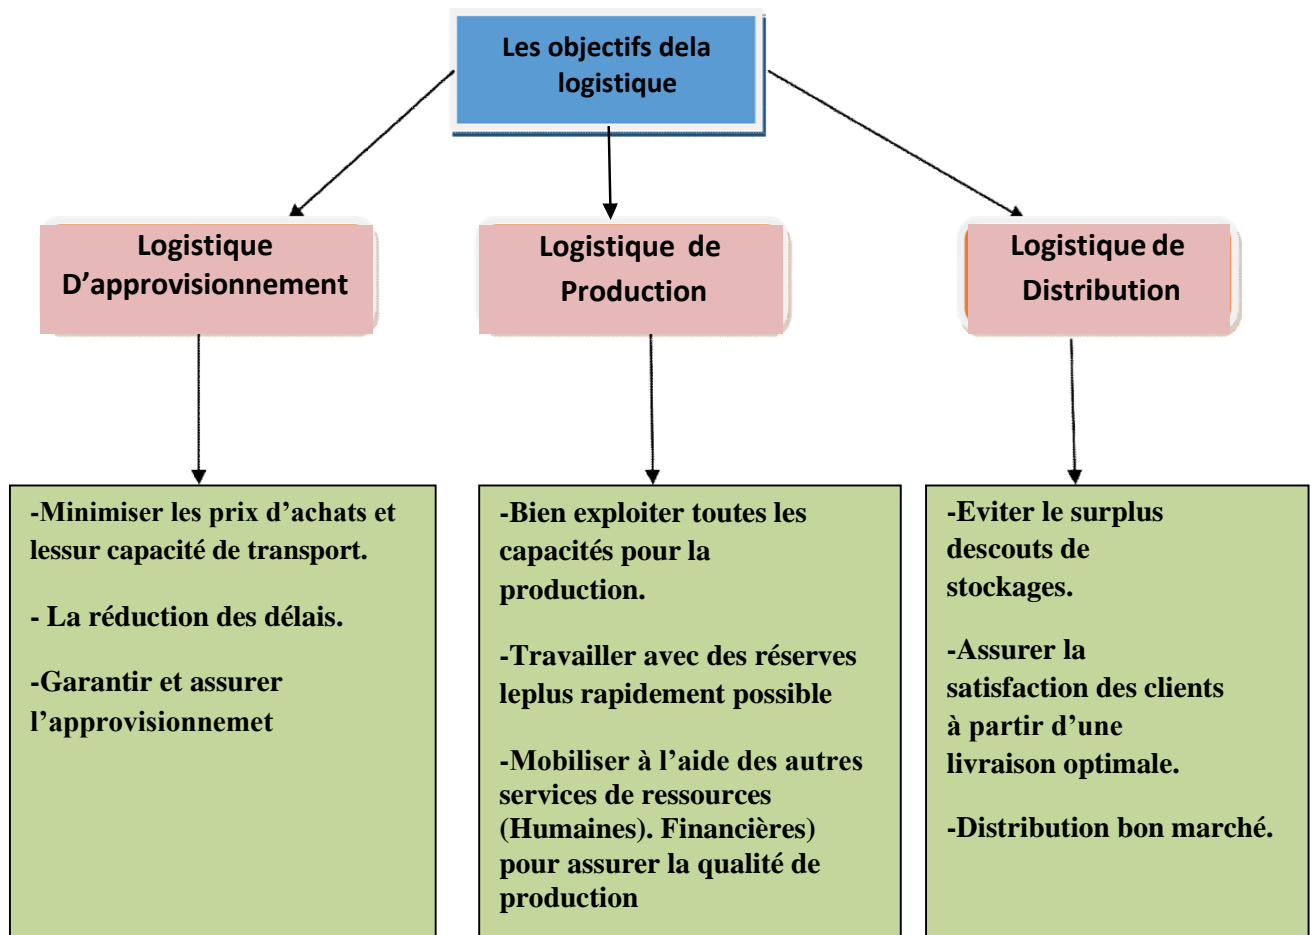 Les objectifs dela
logistique
Logistique
D’approvisionnement
Logistique de
Production
Logistique de
Distribution
-Minimiser les prix d’achats et
lessur capacité de transport.
- La réduction des délais.
-Garantir et assurer
l’approvisionnemet
-Bien exploiter toutes les
capacités pour la
production.
-Travailler avec des réserves
leplus rapidement possible
-Mobiliser à l’aide des autres
services de ressources
(Humaines). Financières)
pour assurer la qualité de
production
-Eviter le surplus
descouts de
stockages.
-Assurer la
satisfaction des clients
à partir d’une
livraison optimale.
-Distribution bon marché.